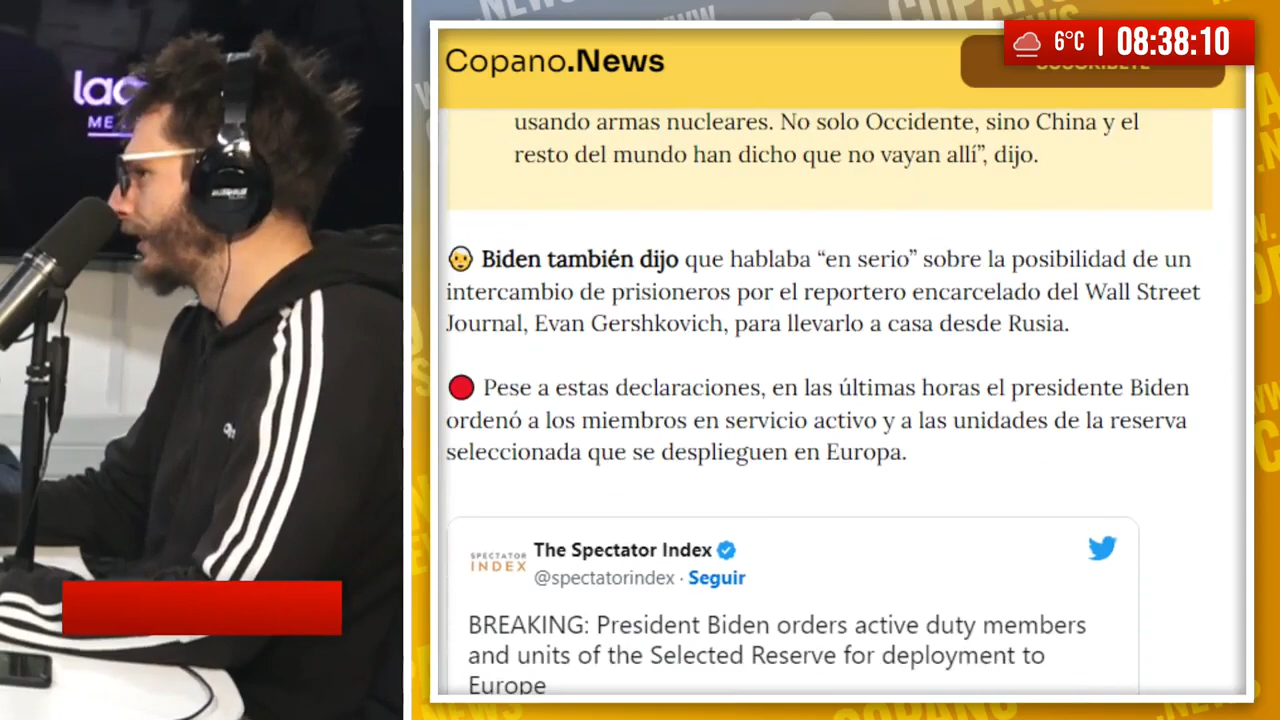 lac
ME
Copano.News
6°C | 08:38:10
usando armas nucleares. No solo Occidente, sino China y el
resto del mundo han dicho que no vayan allí”, dijo.
Biden también dijo que hablaba “en serio” sobre la posibilidad de un
intercambio de prisioneros por el reportero encarcelado del Wall Street
Journal, Evan Gershkovich, para llevarlo a casa desde Rusia.
Pese a estas declaraciones, en las últimas horas el presidente Biden
ordenó a los miembros en servicio activo y a las unidades de la reserva
seleccionada que se desplieguen en Europa.
SPECTATOR
INDEX
The Spectator Index
@spectatorindex · Seguir
BREAKING: President Biden orders active duty members
and units of the Selected Reserve for deployment to
Europe